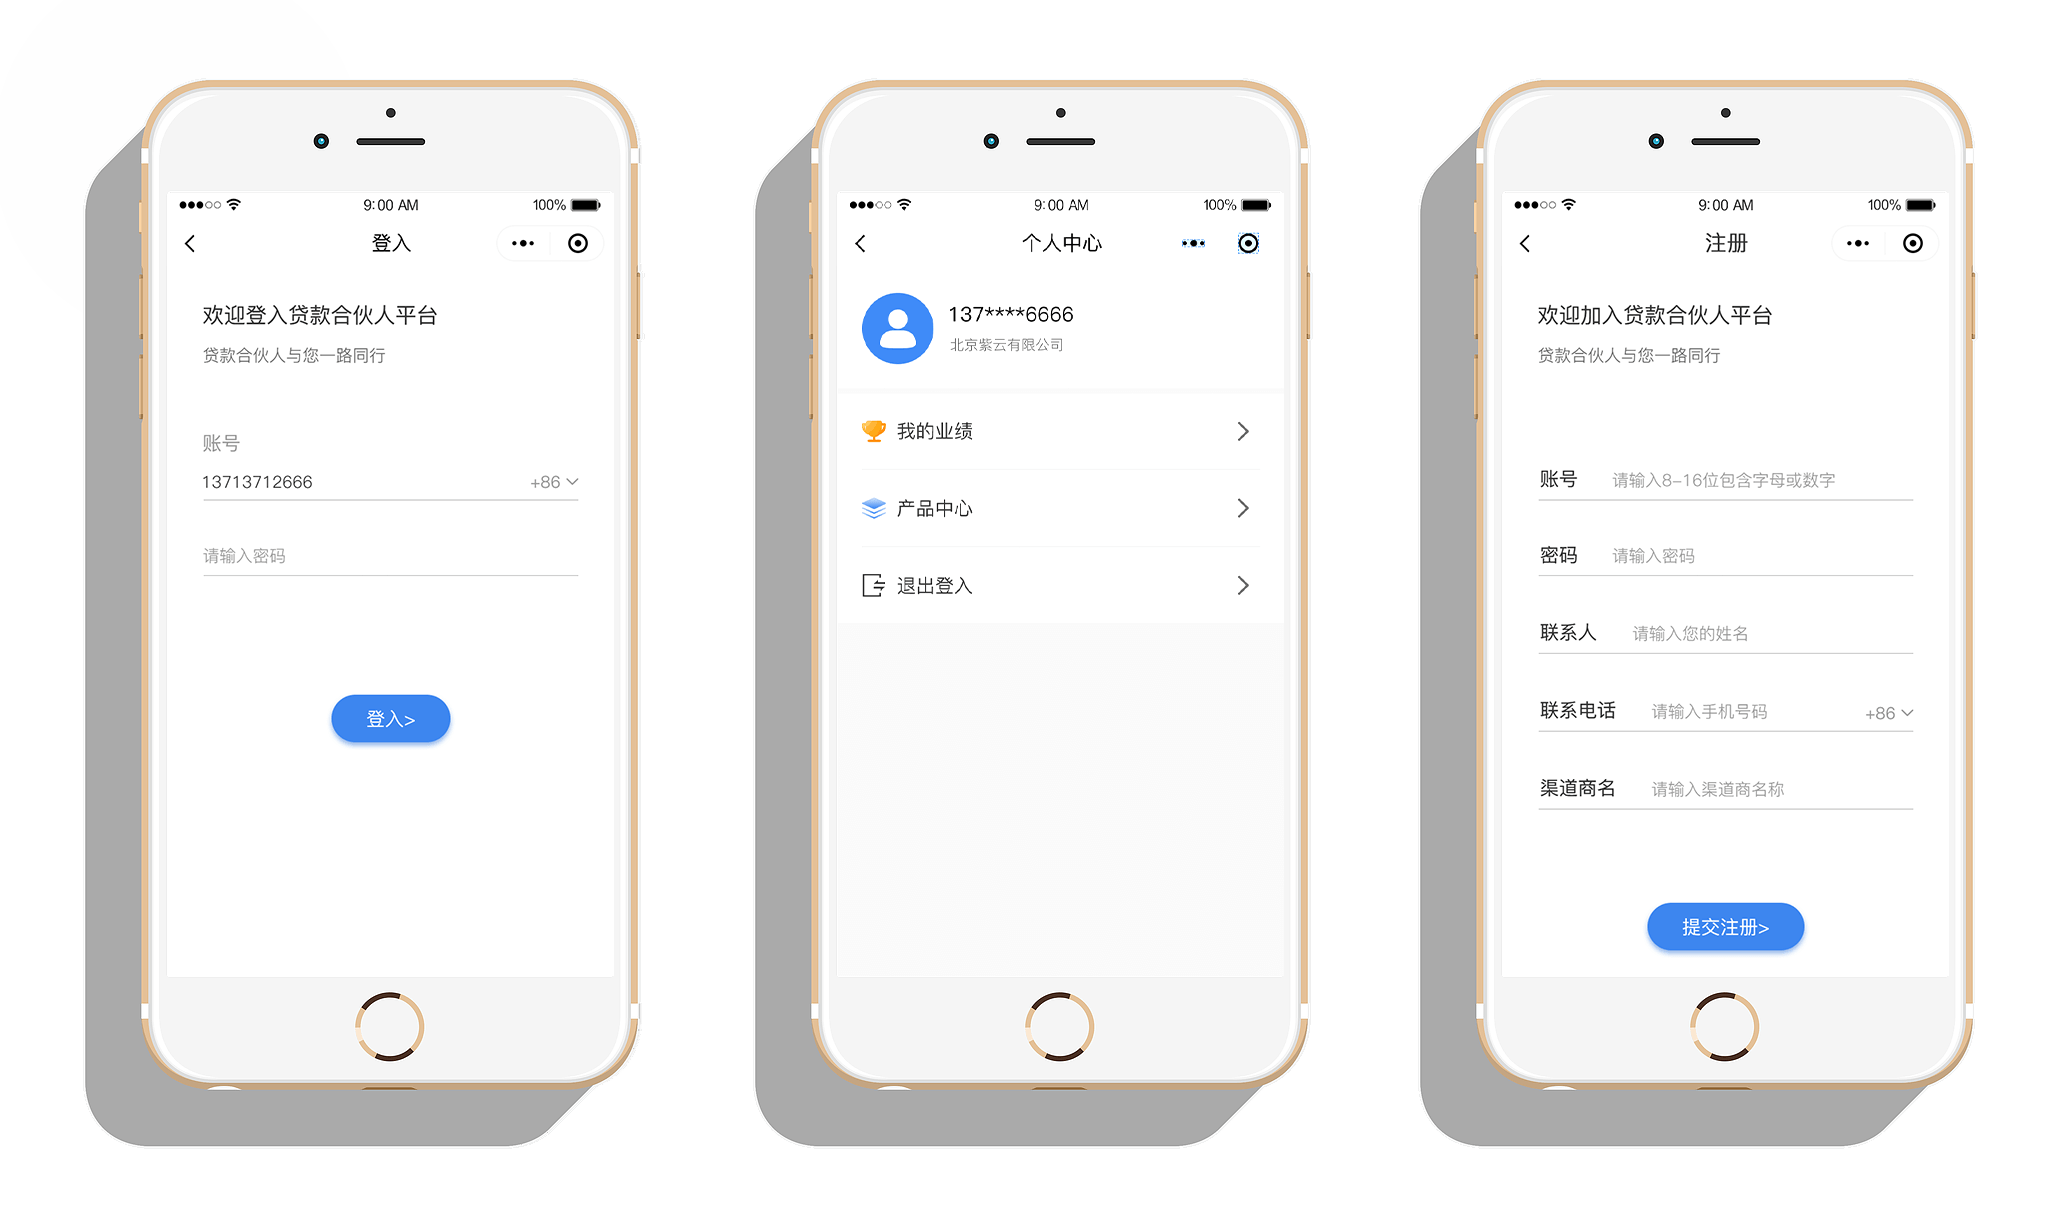 9:00 AM
100%
登入
欢迎登入贷款合伙人平台
贷款合伙人与您一路同行
账号
13713712666 +86
请输入密码
登入>
9:00 AM
100%
个人中心
137****6666
北京紫云有限公司
我的业绩
产品中心
退出登入
9:00 AM
100%
注册
欢迎加入贷款合伙人平台
贷款合伙人与您一路同行
账号 请输入8-16位包含字母或数字
密码 请输入密码
联系人 请输入您的姓名
联系电话 请输入手机号码 +86
渠道商名 请输入渠道商名称
提交注册>